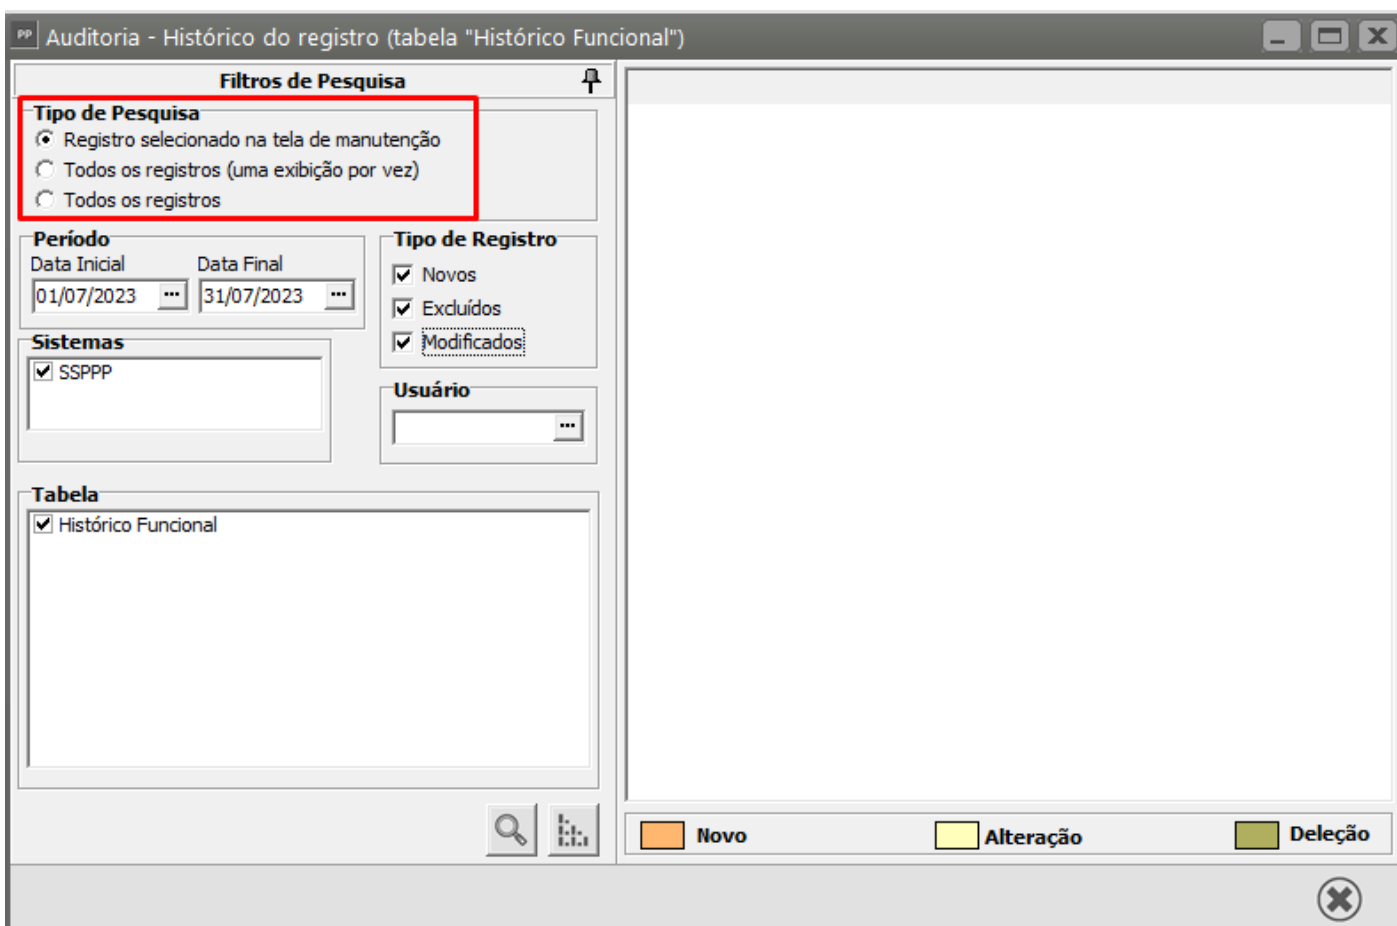 PP Auditoria - Histórico do registro (tabela "Histórico Funcional")
Filtros de Pesquisa
Tipo de Pesquisa
Registro selecionado na tela de manutenção
Todos os registros (uma exibição por vez)
Todos os registros
Período
Data Inicial Data Final
01/07/2023 ... 31/07/2023 ...
Tipo de Registro
Novos
Excluídos
Modificados
Sistemas
SSPPP
Usuário
...
Tabela
Histórico Funcional
Novo Alteração Deleção